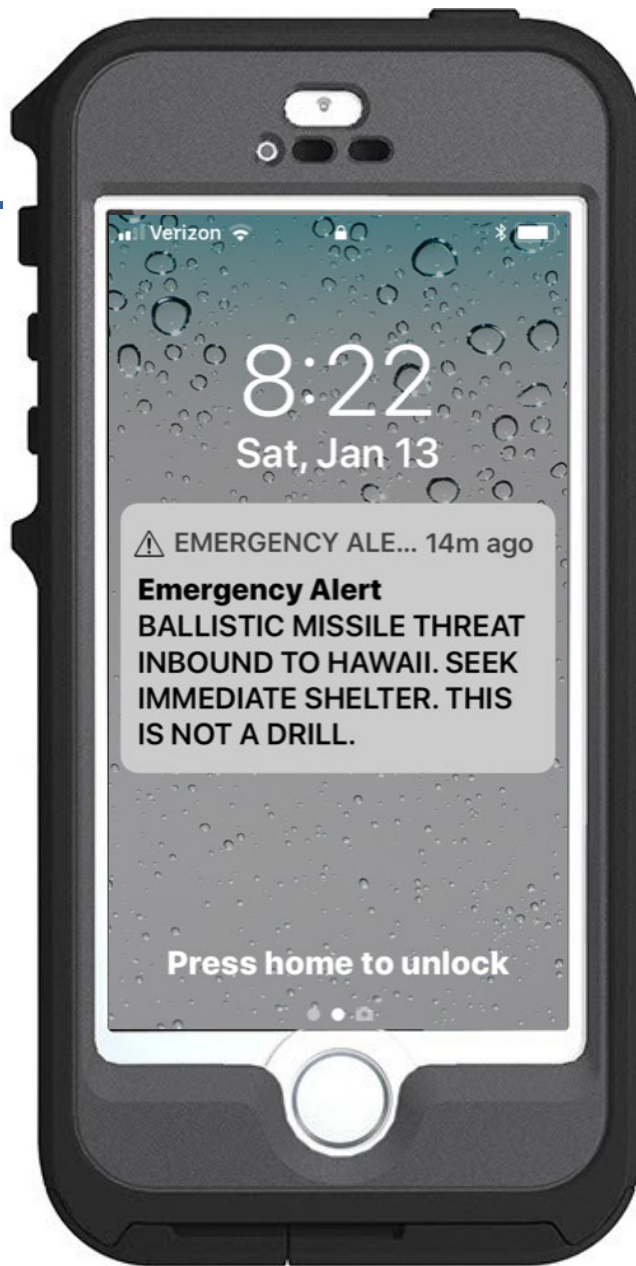 Verizon
8:22
Sat, Jan 13
EMERGENCY ALE... 14m ago
Emergency Alert
BALLISTIC MISSILE THREAT
INBOUND TO HAWAII. SEEK
IMMEDIATE SHELTER. THIS
IS NOT A DRILL.
Press home to unlock